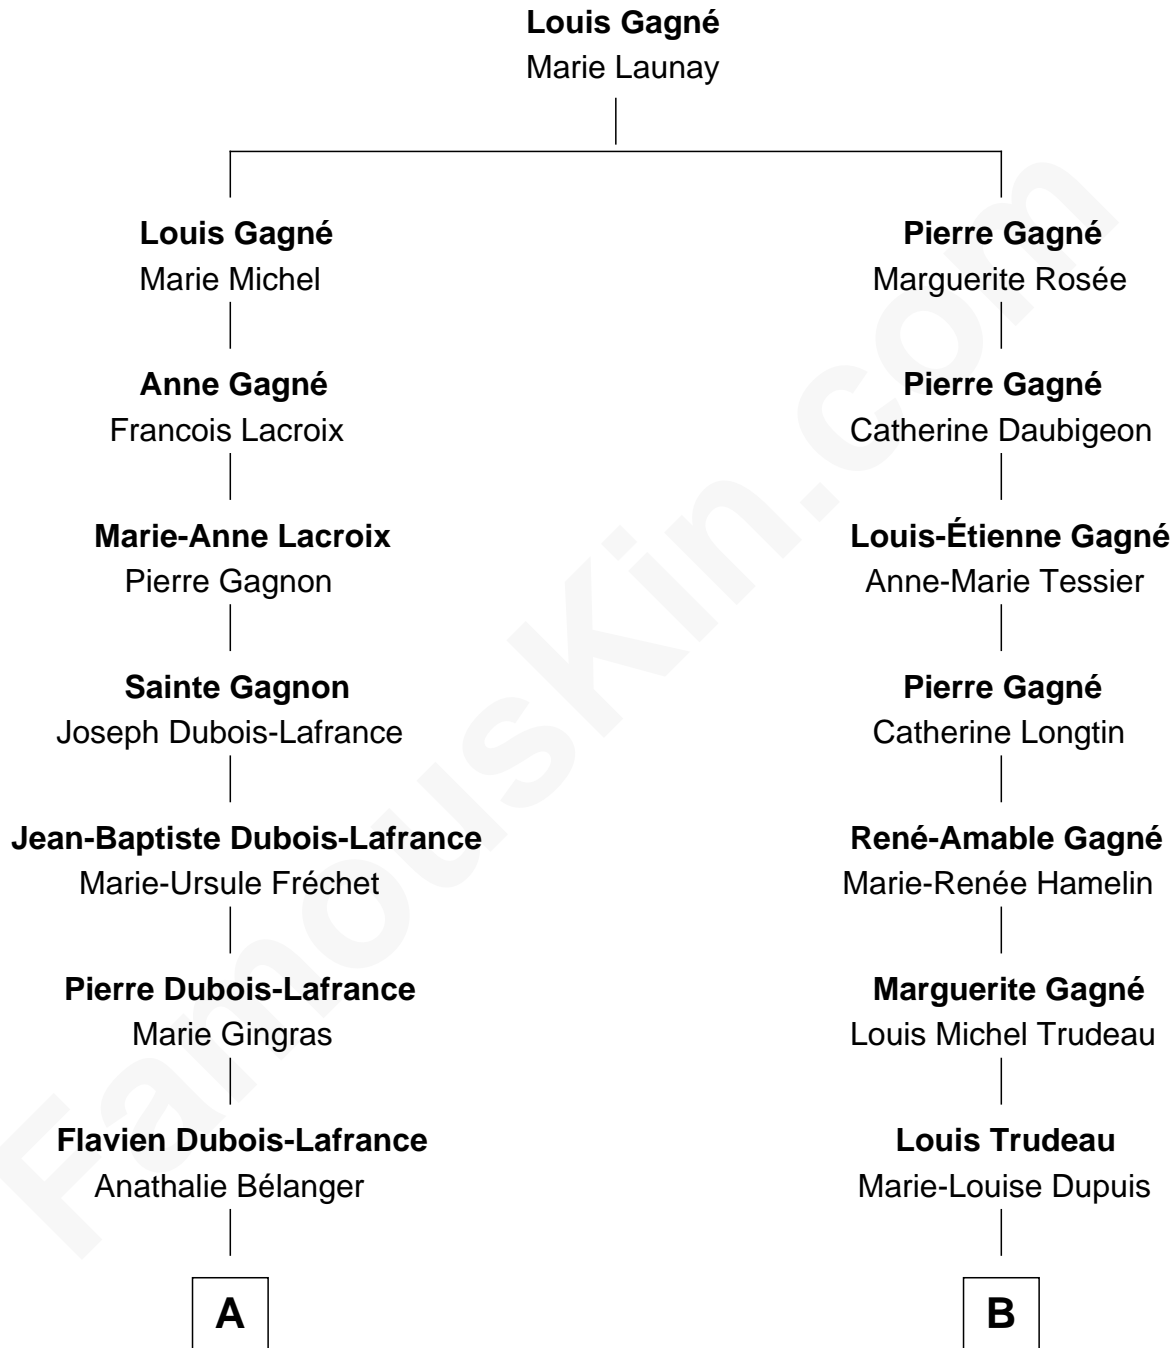 Louis Gagné
Marie Launay
Louis Gagné
Marie Michel
Pierre Gagné
Marguerite Rosée
Anne Gagné
Francois Lacroix
Pierre Gagné
Catherine Daubigeon
Marie-Anne Lacroix
Pierre Gagnon
Louis-Étienne Gagné
Anne-Marie Tessier
Sainte Gagnon
Joseph Dubois-Lafrance
Pierre Gagné
Catherine Longtin
Jean-Baptiste Dubois-Lafrance
Marie-Ursule Fréchet
René-Amable Gagné
Marie-Renée Hamelin
Pierre Dubois-Lafrance
Marie Gingras
Marguerite Gagné
Louis Michel Trudeau
Flavien Dubois-Lafrance
Anathalie Bélanger
Louis Trudeau
Marie-Louise Dupuis
A
B
FamousKin.com